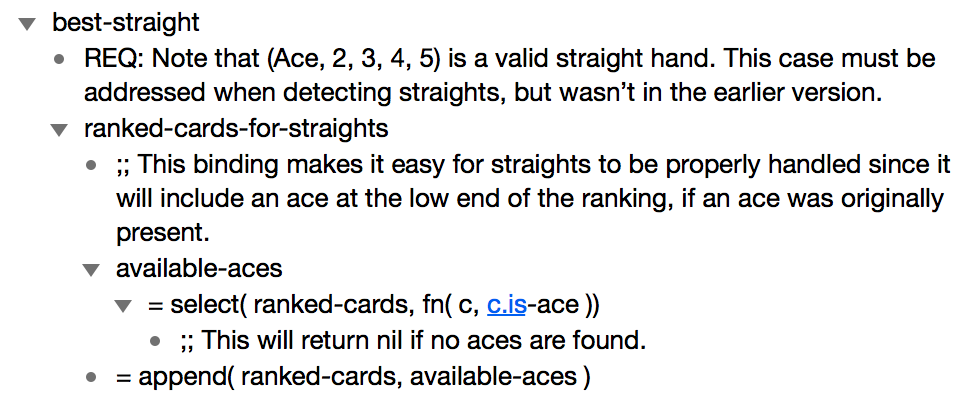 best-straight
REQ: Note that (Ace, 2, 3, 4, 5) is a valid straight hand. This case must be
addressed when detecting straights, but wasn’t in the earlier version.
ranked-cards-for-straights
;; This binding makes it easy for straights to be properly handled since it
will include an ace at the low end of the ranking, if an ace was originally
present.
available-aces
= select( ranked-cards, fn( c, c.is-ace ))
;; This will return nil if no aces are found.
= append( ranked-cards, available-aces )